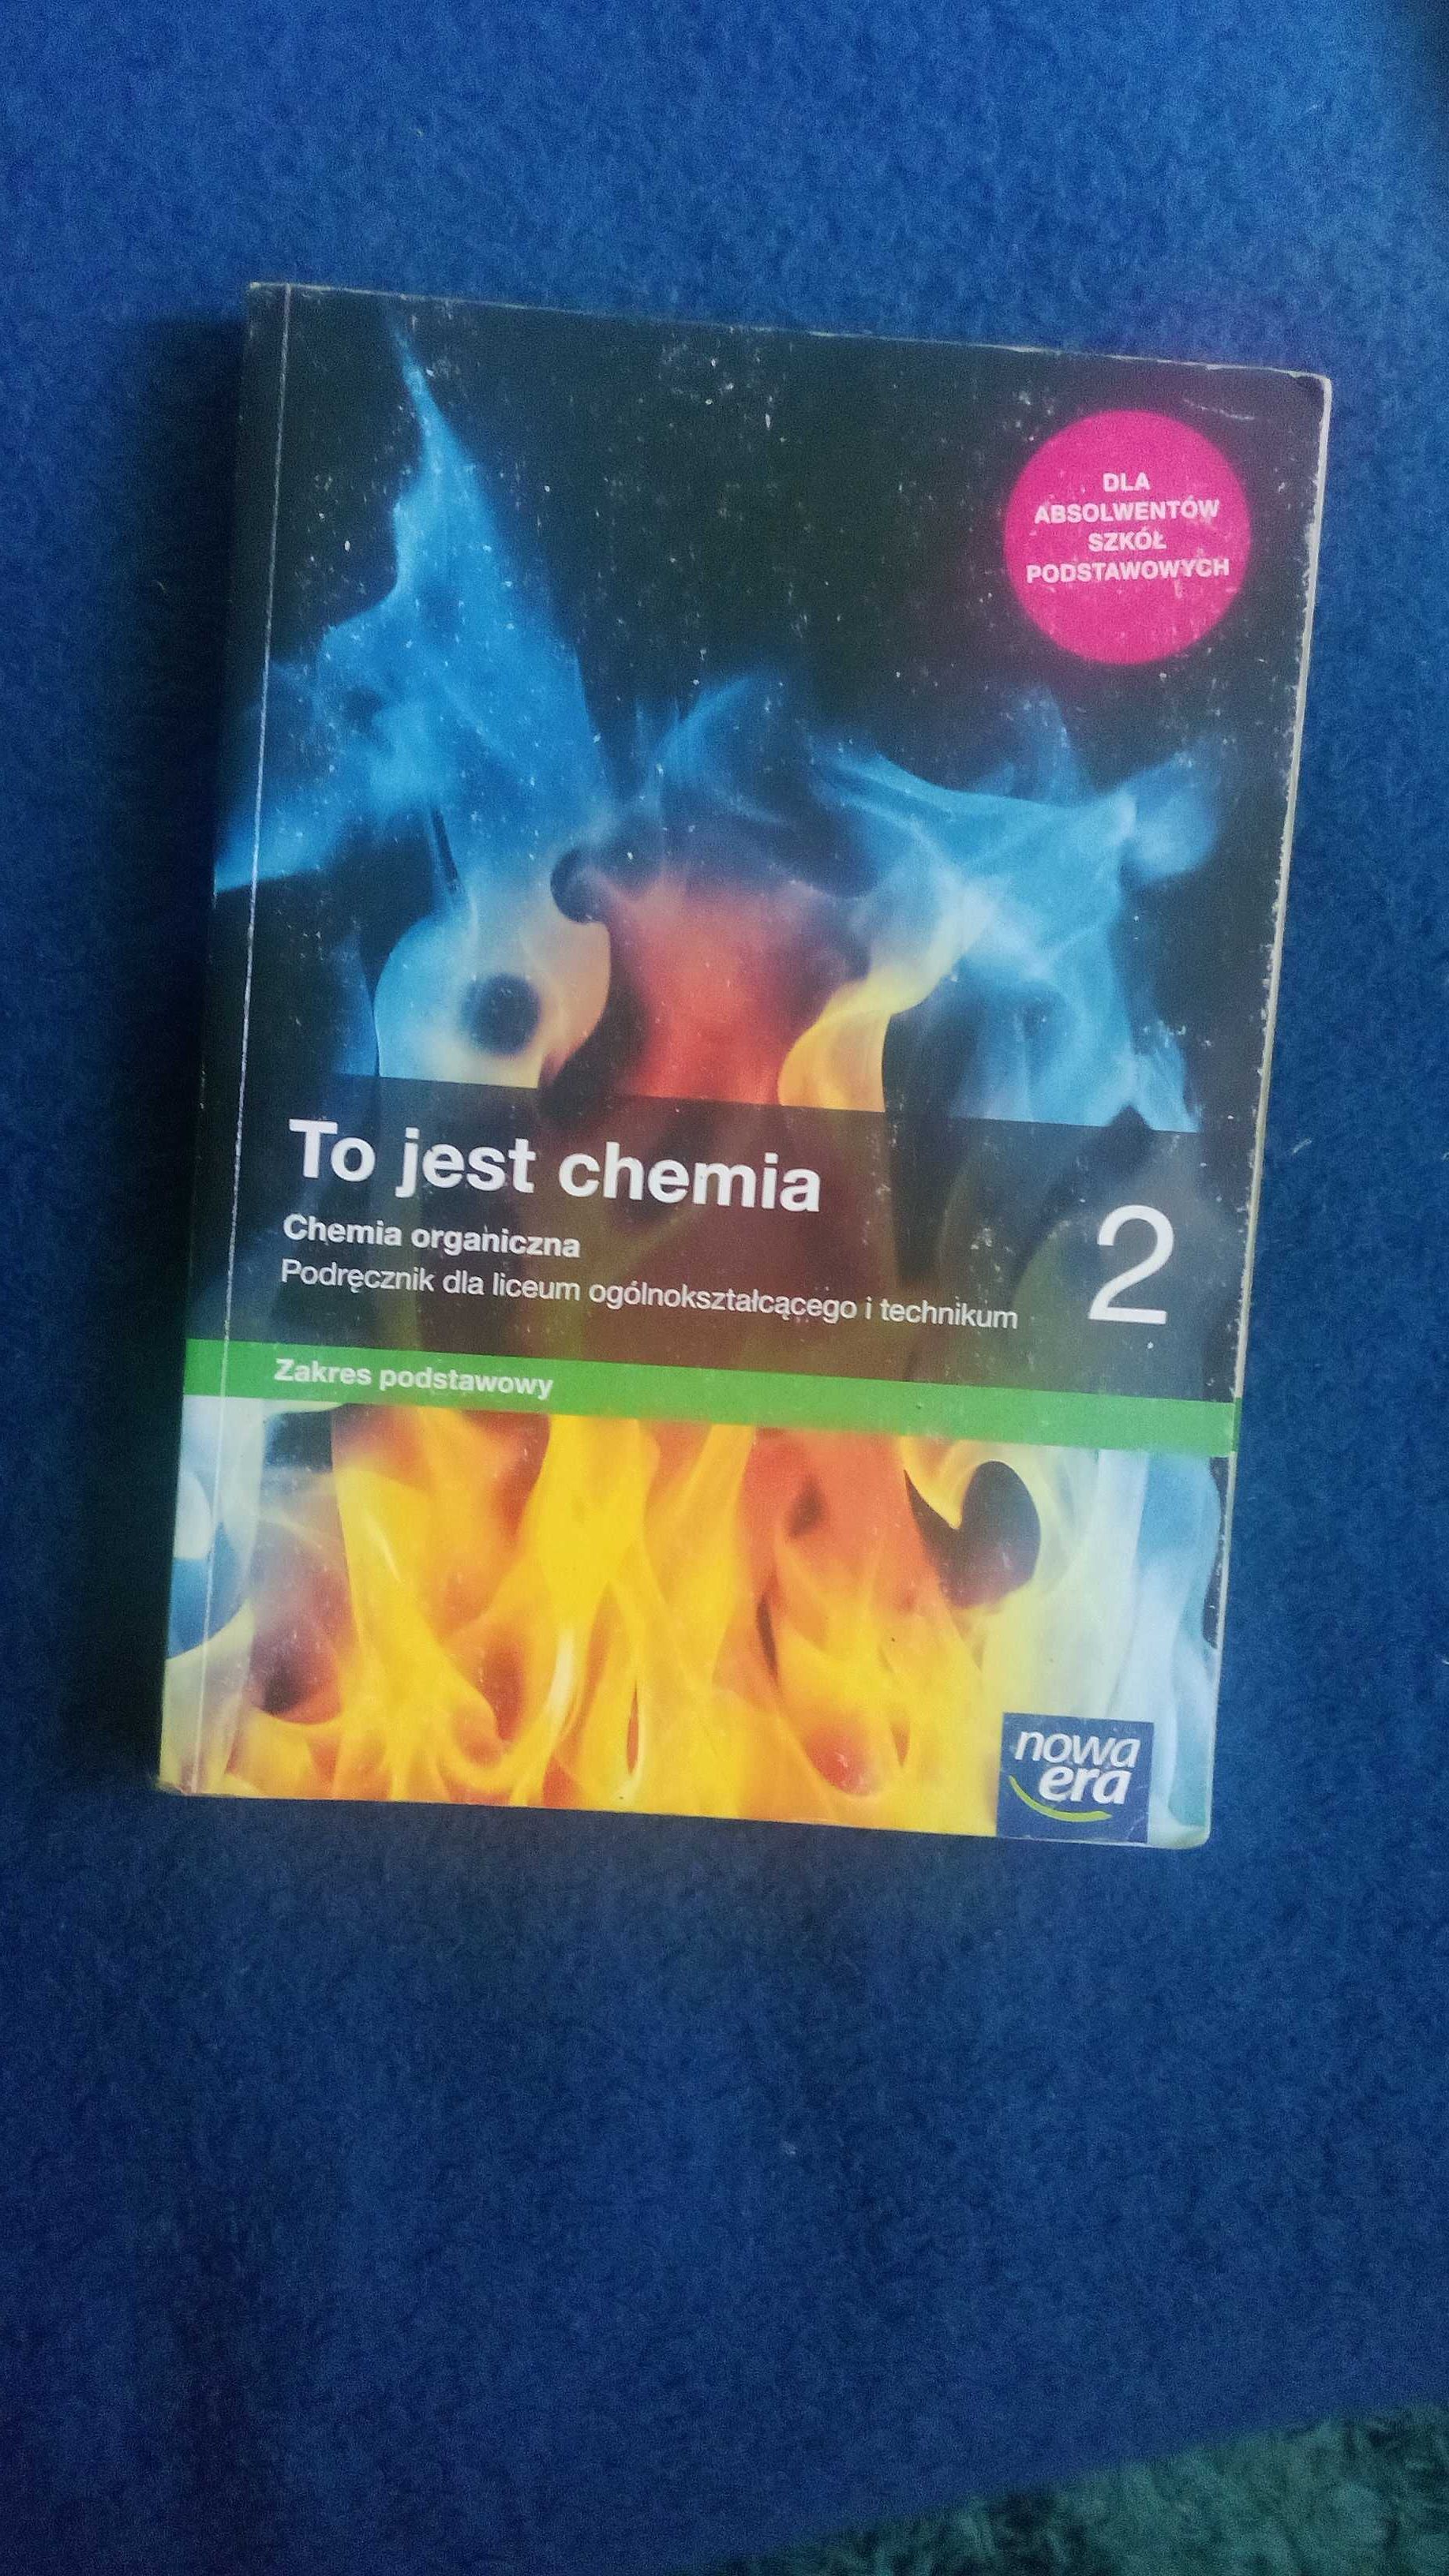 DLA
ABSOLWENTÓW
SZKÓŁ
PODSTAWOWYCH
To jest chemia
2
Chemia organiczna
Podręcznik dla liceum ogólnokształcącego i technikum
Zakres podstawowy
nowa
era